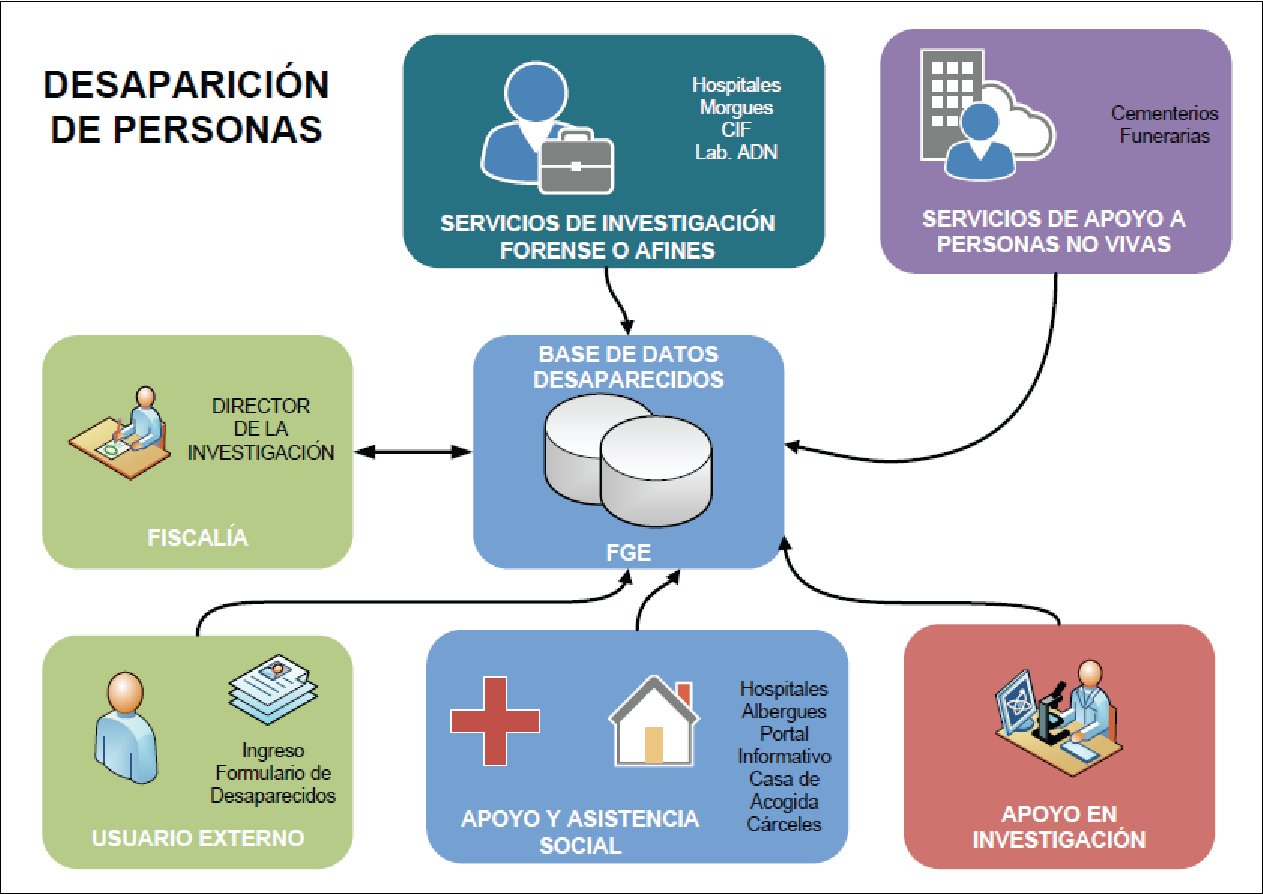 DESAPARICIÓN
DE PERSONAS
Hospitales
Morgues
CIF
Lab. ADN
SERVICIOS DE INVESTIGACIÓN
FORENSE O AFINES
Cementerios
Funerarias
SERVICIOS DE APOYO A
PERSONAS NO VIVAS
DIRECTOR
DE LA
INVESTIGACIÓN
FISCALÍA
BASE DE DATOS
DESAPARECIDOS
FGE
Ingreso
Formulario de
Desaparecidos
USUARIO EXTERNO
Hospitales
Albergues
Portal
Informativo
Casa de
Acogida
Cárceles
APOYO Y ASISTENCIA
SOCIAL
APOYO EN
INVESTIGACIÓN